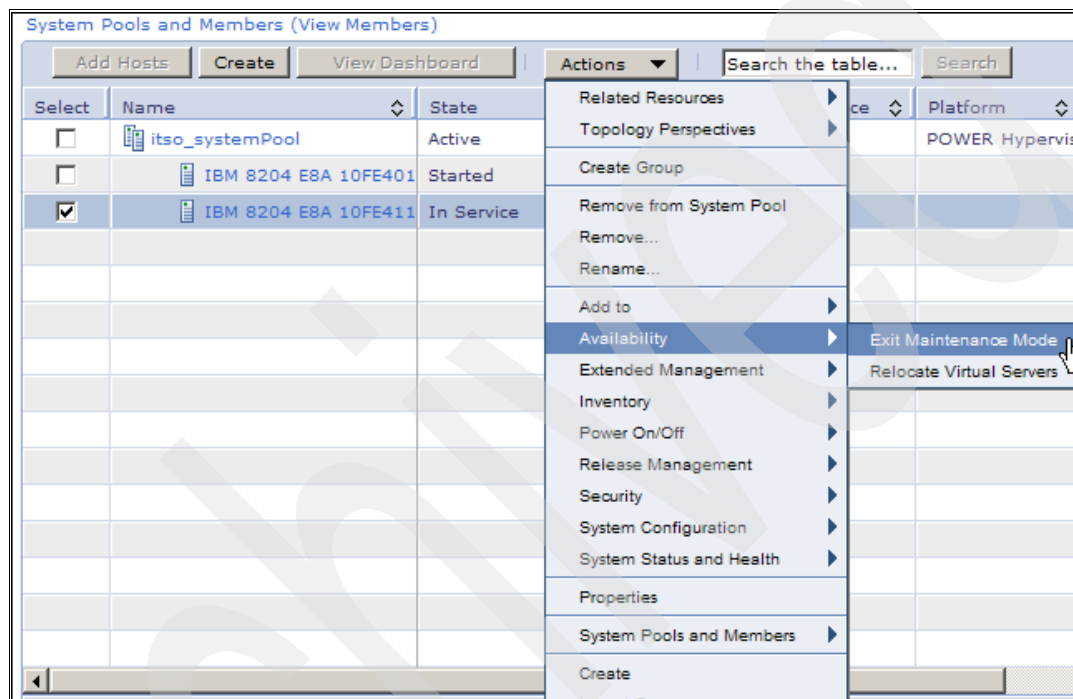 System Pools and Members (View Members)
Add Hosts Create View Dashboard Actions Search the table... Search
Select Name State ce Platform
itso_systemPool Active POWER Hypervis
IBM 8204 E8A 10FE401 Started
IBM 8204 E8A 10FE411 In Service
Related Resources
Topology Perspectives
Create Group
Remove from System Pool
Remove...
Rename...
Add to
Availability
Extended Management
Inventory
Power On/Off
Release Management
Security
System Configuration
System Status and Health
Properties
System Pools and Members
Create
Exit Maintenance Mode
Relocate Virtual Servers